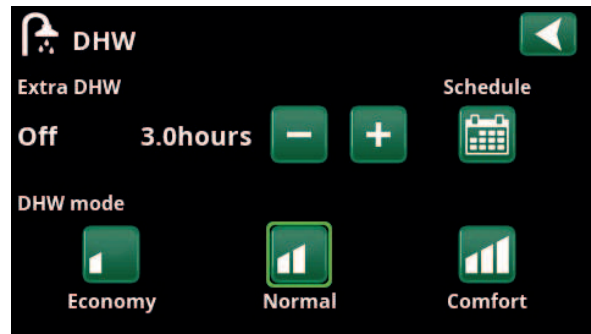 DHW
Extra DHW Schedule
Off 3.0hours - +
DHW mode
Economy Normal Comfort